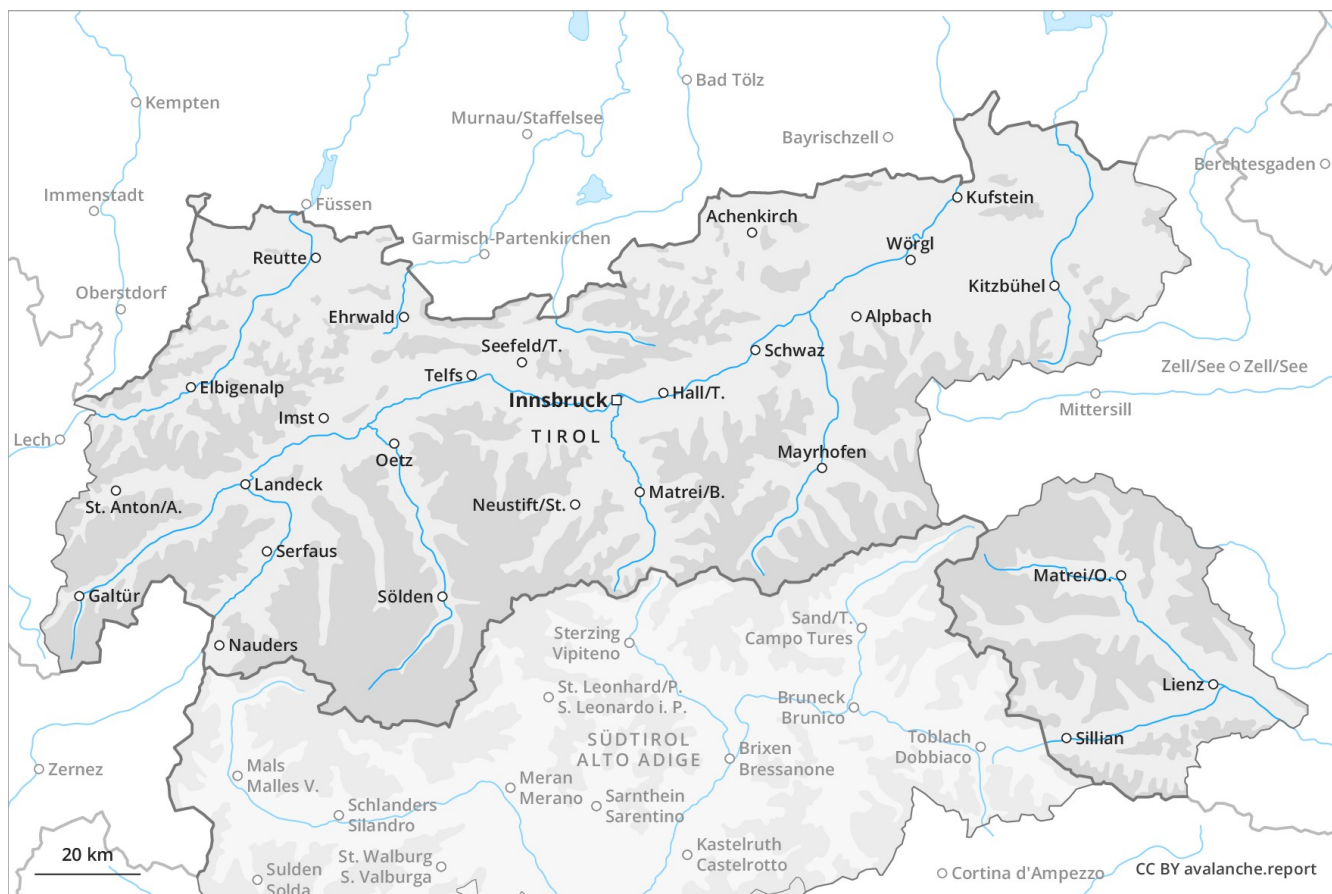 Bad Tölz
Kempten
Murnau/Staffelsee
Bayrischzell
Berchtesgaden
Immenstadt
Füssen
Kufstein
Achenkirch
Garmisch-Partenkirchen
Wörgl
Reutte
Oberstdorf
Kitzbühel
Ehrwald
Alpbach
Seefeld/T.
Schwaz
Telfs
Zell/See
Zell/See
Elbigenalp
Hall/T.
Innsbruck
Mittersill
Imst
Lech
TIROL
Oetz
Mayrhofen
Landeck
Matrei/B.
St. Anton/A.
Neustift/St.
Serfaus
Matrei/O.
Galtür
Sölden
Sand/T.
Campo Tures
Sterzing
Vipiteno
Nauders
Lienz
St. Leonhard/P.
S. Leonardo i. P.
Bruneck
Brunico
Sillian
SÜDTIROL
ALTO ADIGE
Toblach
Dobbiaco
Brixen
Bressanone
Zernez
Mals
Malles V.
Meran
Merano
Sarnthein
Sarentino
Schlanders
Silandro
Kastelruth
Castelrotto
20 km
St. Walburg
S. Valburga
Cortina d'Ampezzo
CC BY avalanche.report
Sulden
Solda